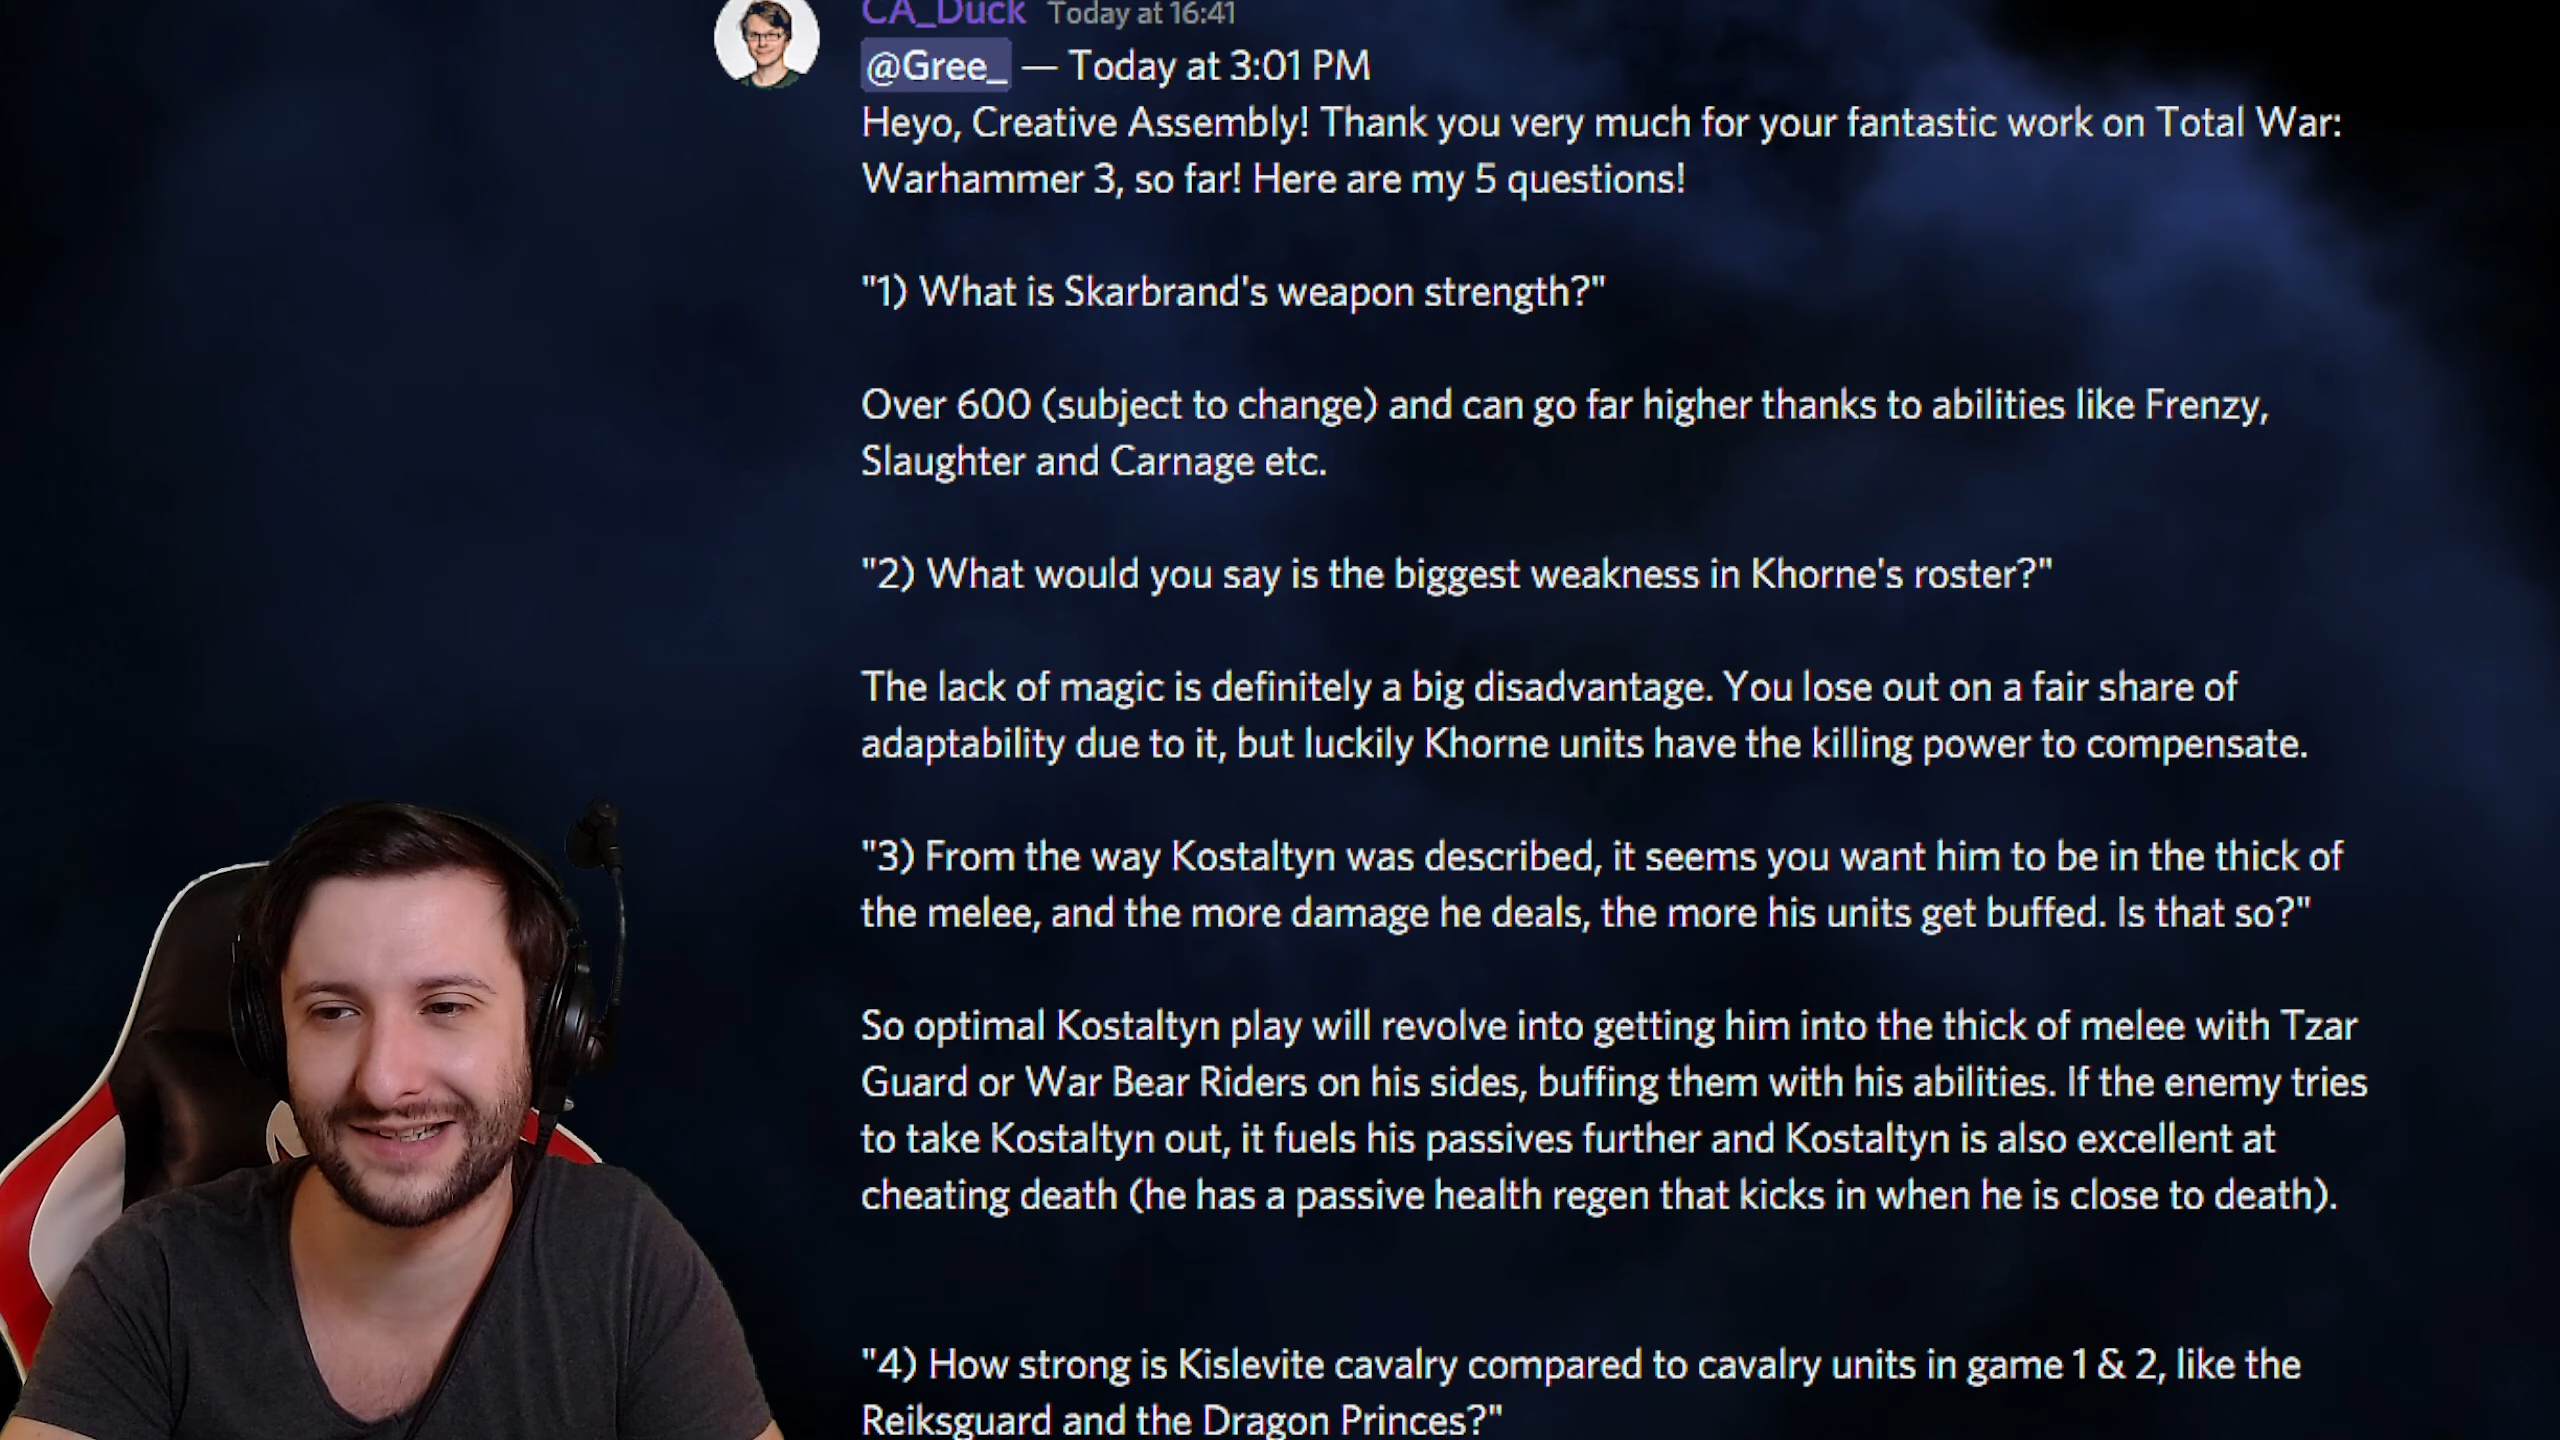 CA_Duck Today at 16:41
@Gree_ — Today at 3:01 PM
Heyo, Creative Assembly! Thank you very much for your fantastic work on Total War:
Warhammer 3, so far! Here are my 5 questions!
"1) What is Skarbrand's weapon strength?"
Over 600 (subject to change) and can go far higher thanks to abilities like Frenzy,
Slaughter and Carnage etc.
"2) What would you say is the biggest weakness in Khorne's roster?"
The lack of magic is definitely a big disadvantage. You lose out on a fair share of
adaptability due to it, but luckily Khorne units have the killing power to compensate.
"3) From the way Kostaltyn was described, it seems you want him to be in the thick of
the melee, and the more damage he deals, the more his units get buffed. Is that so?"
So optimal Kostaltyn play will revolve into getting him into the thick of melee with Tzar
Guard or War Bear Riders on his sides, buffing them with his abilities. If the enemy tries
to take Kostaltyn out, it fuels his passives further and Kostaltyn is also excellent at
cheating death (he has a passive health regen that kicks in when he is close to death).
"4) How strong is Kislevite cavalry compared to cavalry units in game 1 & 2, like the
Reiksguard and the Dragon Princes?"